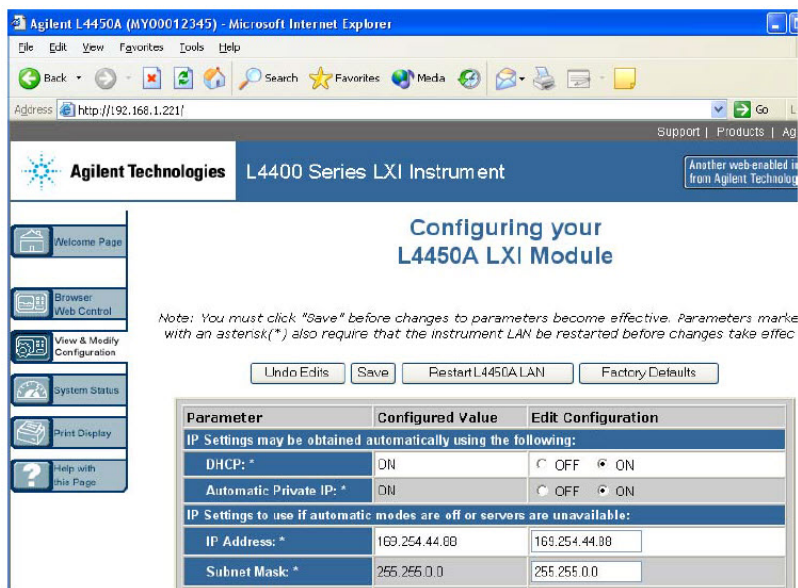 Agilent L4450A (MY00012345) - Microsoft Internet Explorer
File Edit View Favorites Tools Help
Back Search Favorites Media
Address http://192.168.1.221/ Go
Support | Products | Ag
Agilent Technologies L4400 Series LXI Instrument
Another web-enabled
from Agilent Technolog
Welcome Page
Browser
Web Control
View & Modify
Configuration
System Status
Print Display
Help with
this Page
Configuring your
L4450A LXI Module
Note: You must click "Save" before changes to parameters become effective. Parameters marke
with an asterisk(*) also require that the instrument LAN be restarted before changes take effec
Undo Edits Save Restart L4450A LAN Factory Defaults
Parameter Configured Value Edit Configuration
IP Settings may be obtained automatically using the following:
DHCP: * ON OFF ON
Automatic Private IP: * ON OFF ON
IP Settings to use if automatic modes are off or servers are unavailable:
IP Address: * 169.254.44.88 169.254.44.88
Subnet Mask: * 255.255.0.0 255.255.0.0